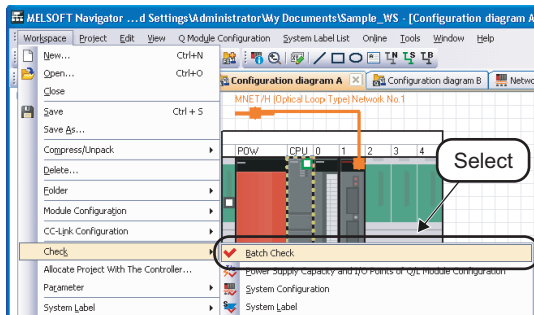 MELSOFT Navigator ...d Settings\Administrator\My Documents\Sample_WS - [Configuration diagram A
Workspace Project Edit View Q Module Configuration System Label List Online Tools Window Help
New... Ctrl+N
Open... Ctrl+O
Close
Save Ctrl + S
Save As...
Compress/Unpack
Delete...
Folder
Module Configuration
CC-Link Configuration
Check
Allocate Project With The Controller...
Parameter
System Label
Configuration diagram A Configuration diagram B Netwo
MNET/H (Optical Loop Type) Network No.1
POW CPU 0 1 2 3 4
Select
Batch Check
Power Supply Capacity and I/O Points of Q/L Module Configuration
System Configuration
System Label